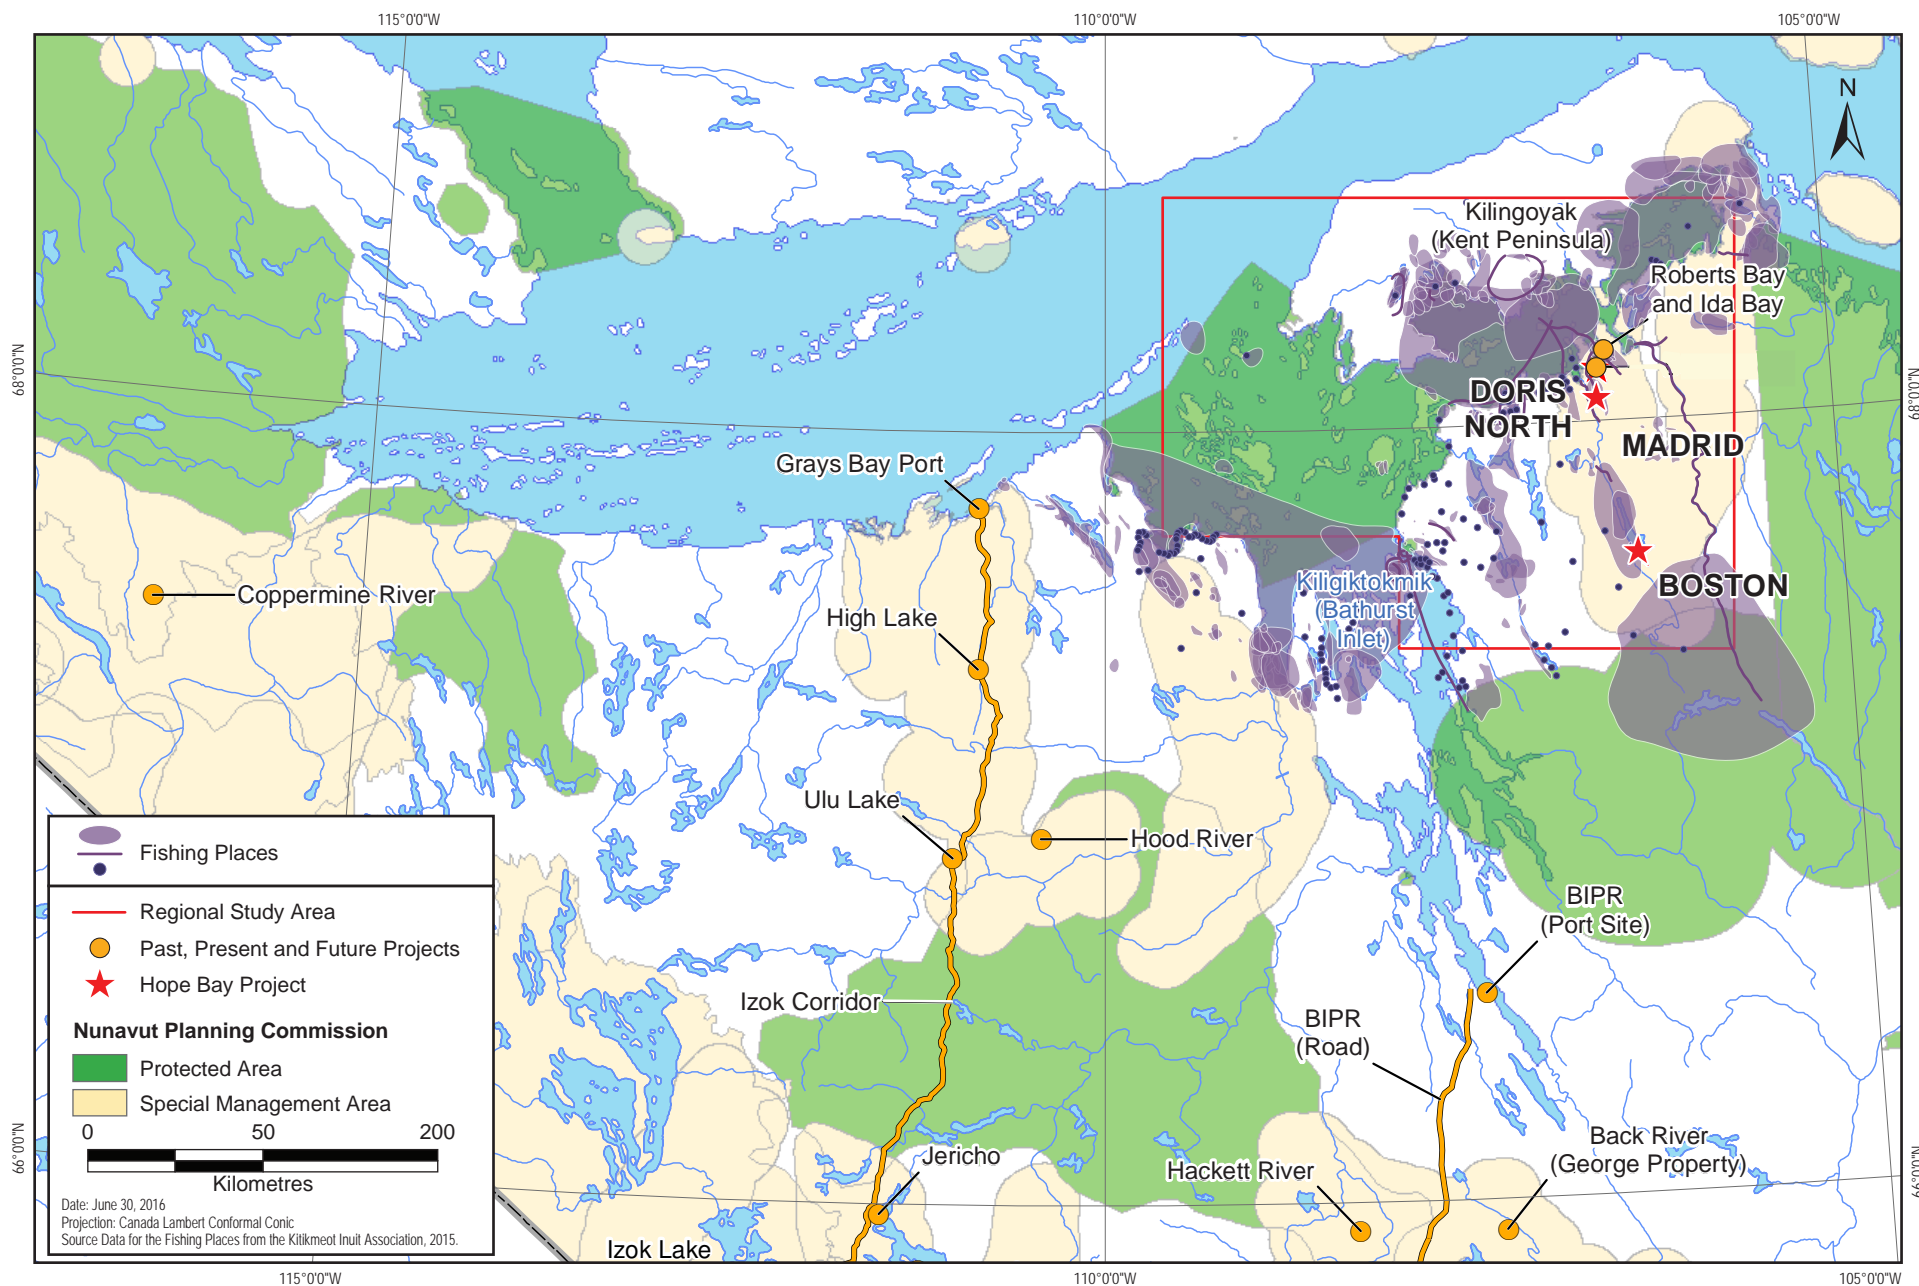 115°0'0"W
110°0'0"W
105°0'0"W
N
Kilingoyak
(Kent Peninsula)
Roberts Bay
and Ida Bay
68°0'0"N
68°0'0"N
DORIS
NORTH
MADRID
Grays Bay Port
BOSTON
Kiligiktokmik
(Bathurst
Inlet)
Coppermine River
High Lake
Ulu Lake
Hood River
BIPR
(Port Site)
Izok Corridor
BIPR
(Road)
Back River
(George Property)
Hackett River
Jericho
Izok Lake
66°0'0"N
66°0'0"N
Fishing Places
Regional Study Area
Past, Present and Future Projects
Hope Bay Project
Nunavut Planning Commission
Protected Area
Special Management Area
0 50 200
Kilometres
Date: June 30, 2016
Projection: Canada Lambert Conformal Conic
Source Data for the Fishing Places from the Kitikmeot Inuit Association, 2015.
115°0'0"W
110°0'0"W
105°0'0"W